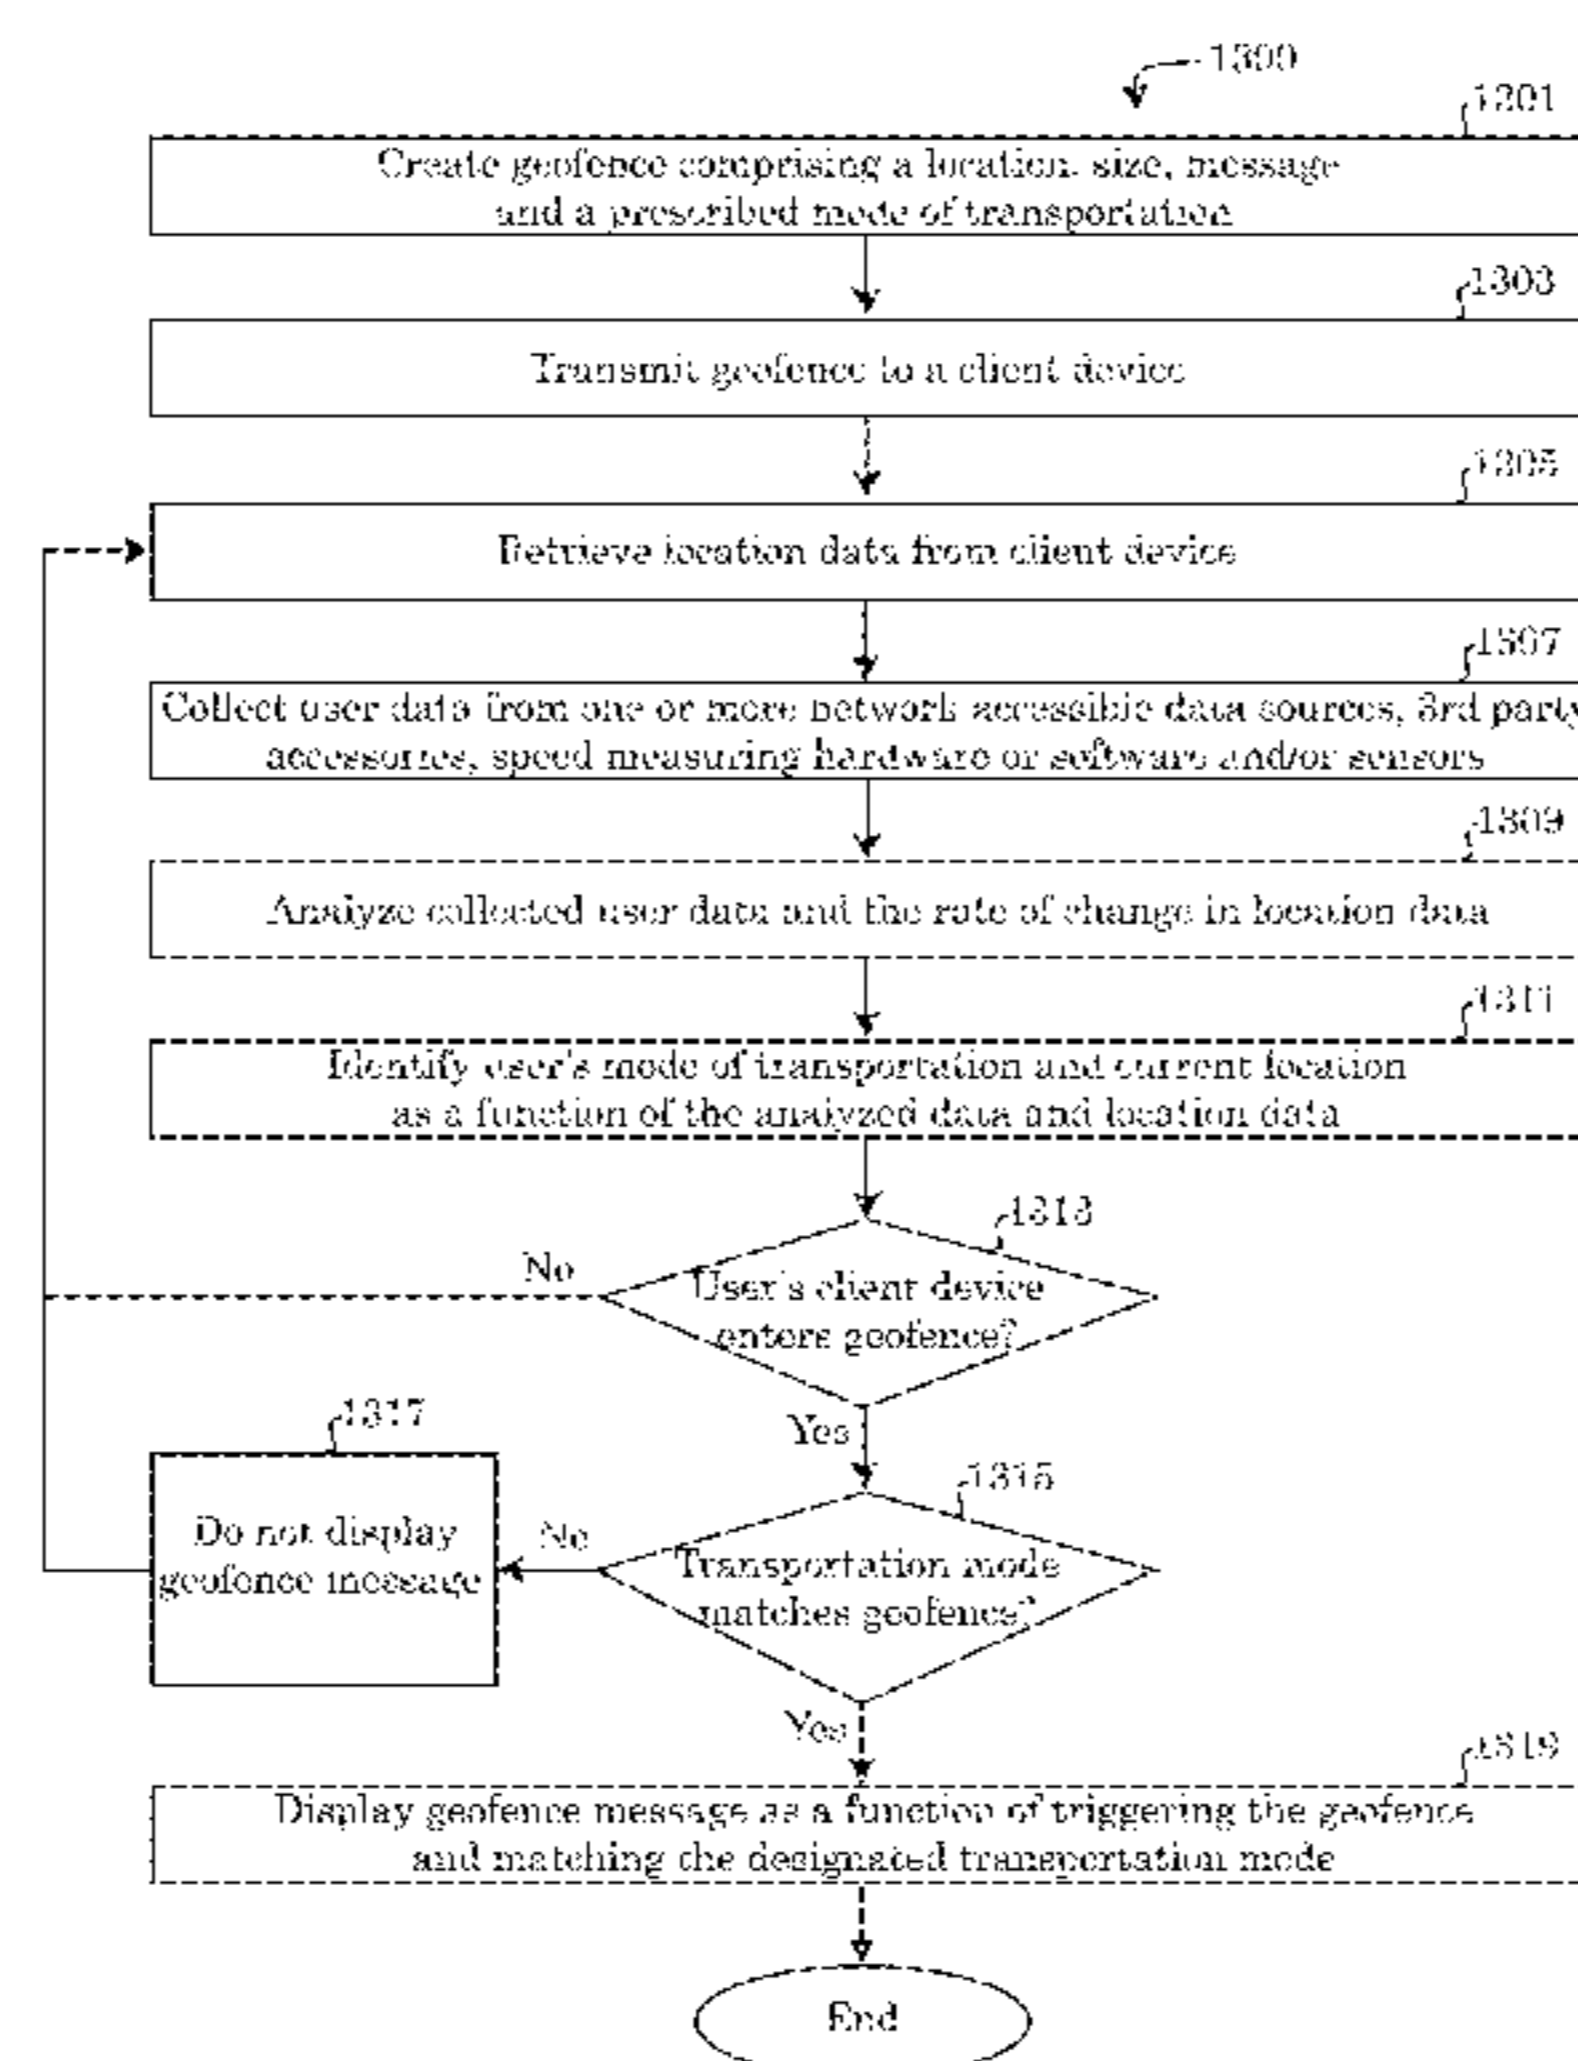 1300
1301
Create geofence comprising a location, size, message
and a prescribed mode of transportation
1303
Transmit geofence to a client device
1305
Retrieve location data from client device
1307
Collect user data from one or more network accessible data sources, 3rd party
accessories, speed measuring hardware or software and/or sensors
1309
Analyze collected user data and the rate of change in location data
1311
Identify user's mode of transportation and current location
as a function of the analyzed data and location data
1313
No
User's client device
enters geofence?
1317
Yes
1315
Do not display
geofence message
No
Transportation mode
matches geofence?
Yes
1319
Display geofence message as a function of triggering the geofence
and matching the designated transportation mode
End